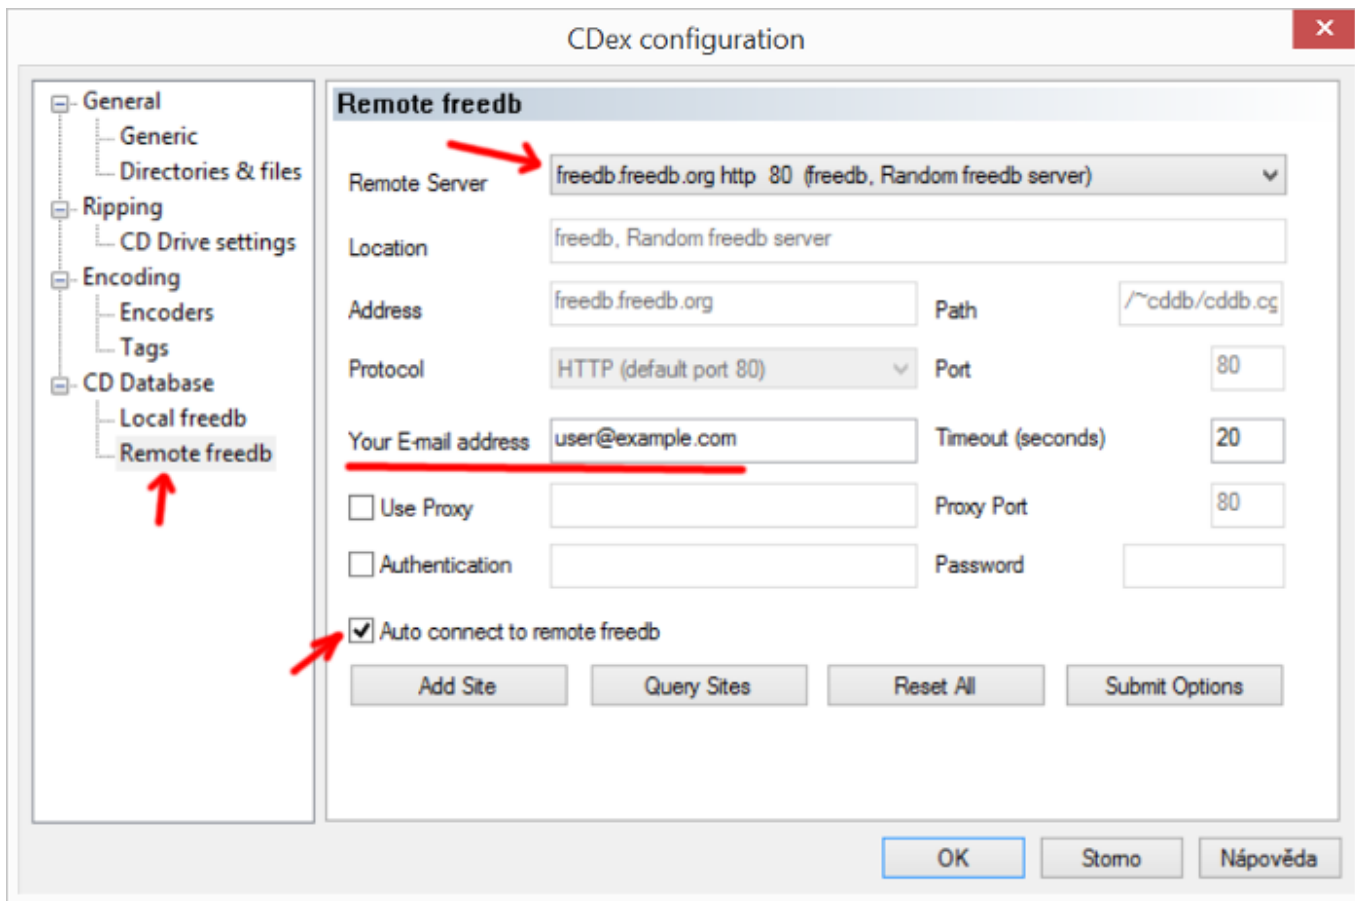 CDex configuration
General
Generic
Directories & files
Ripping
CD Drive settings
Encoding
Encoders
Tags
CD Database
Local freedb
Remote freedb
Remote freedb
Remote Server freedb.freedb.org http 80 (freedb, Random freedb server)
Location freedb, Random freedb server
Address freedb.freedb.org Path /~cddb/cddb.cg
Protocol HTTP (default port 80) Port 80
Your E-mail address user@example.com Timeout (seconds) 20
Use Proxy Proxy Port 80
Authentication Password
Auto connect to remote freedb
Add Site Query Sites Reset All Submit Options
OK Storno Nápověda